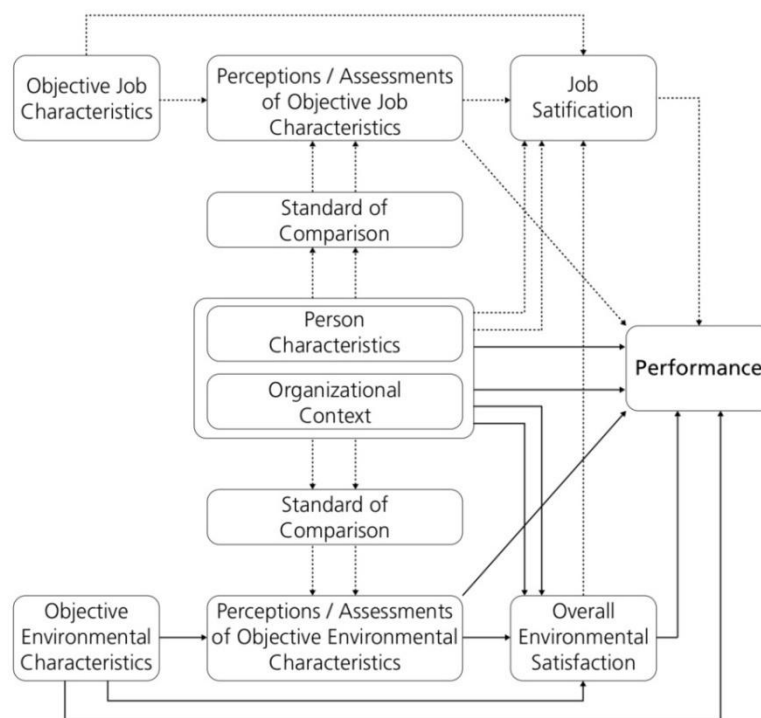 Objective Job
Characteristics
Perceptions / Assessments
of Objective Job
Characteristics
Job
Satification
Standard of
Comparison
Person
Characteristics
Organizational
Context
Performance
Standard of
Comparison
Objective
Environmental
Characteristics
Perceptions / Assessments
of Objective Environmental
Characteristics
Overall
Environmental
Satisfaction